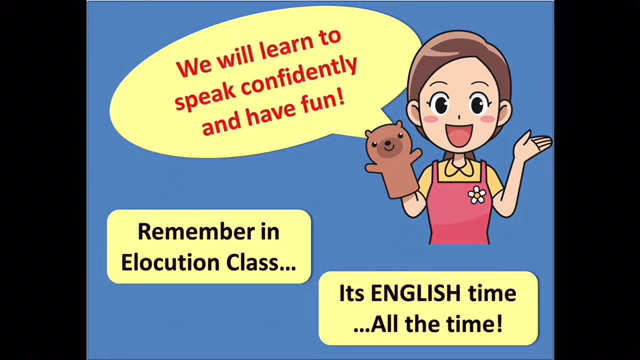 We will learn to
speak confidently
and have fun!
Remember in
Elocution Class…
Its ENGLISH time
…All the time!